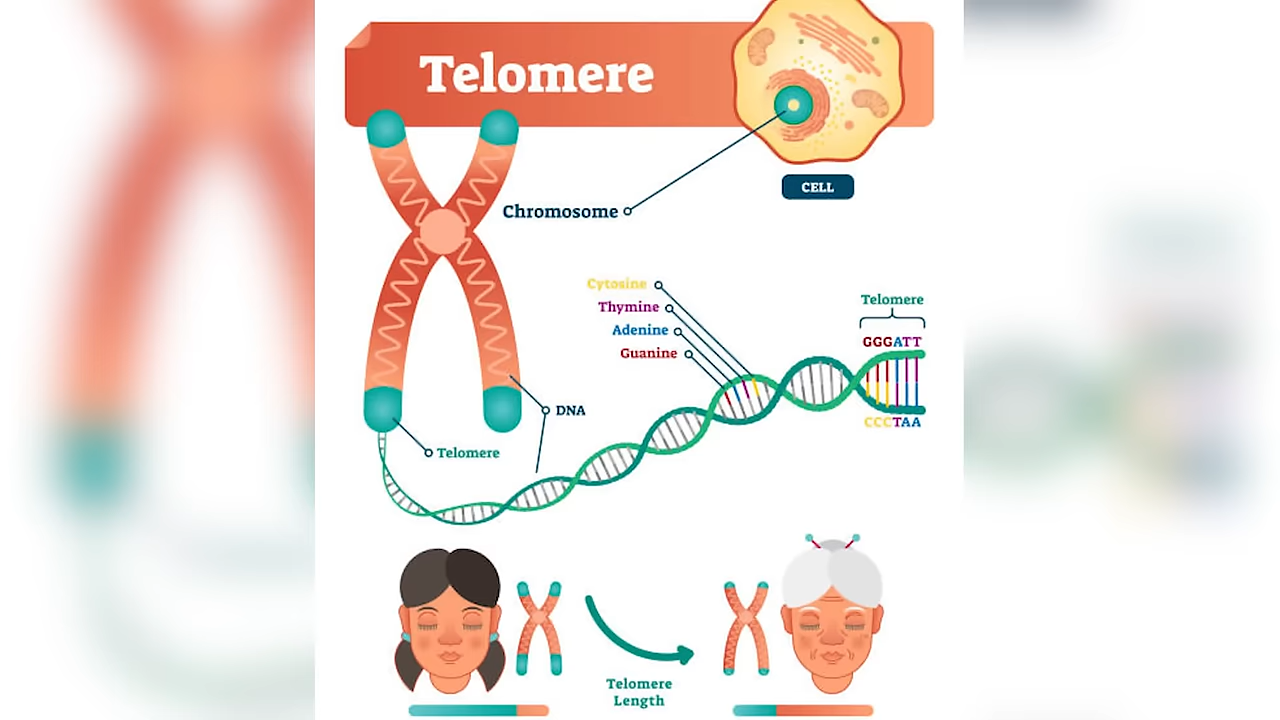 Telomere
CELL
Chromosome
Cytosine
Thymine
Adenine
Guanine
Telomere
GGGATT
CCCTAA
DNA
Telomere
Telomere
Length